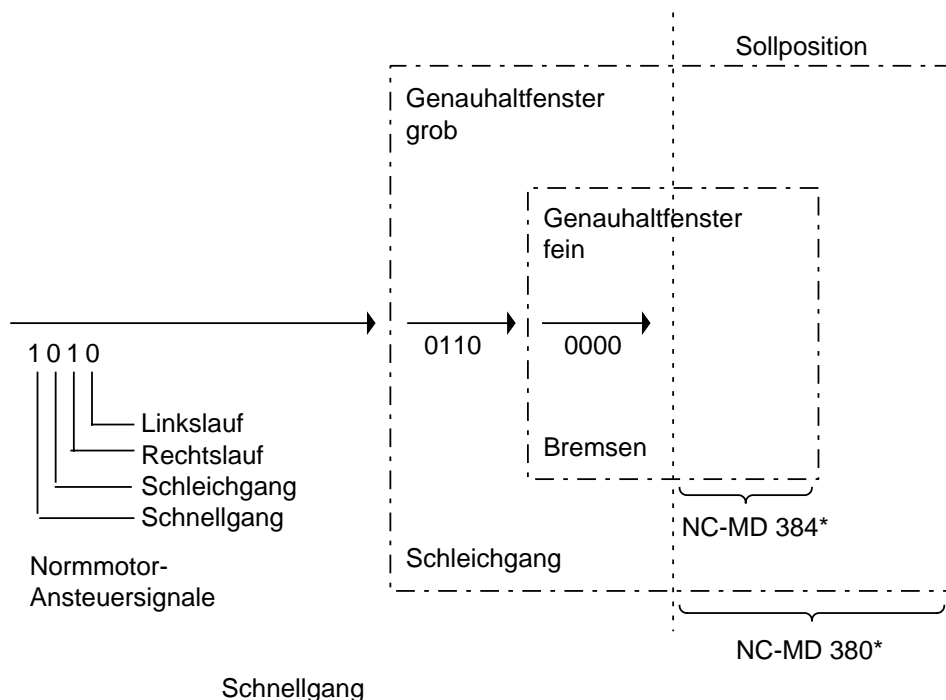 Sollposition
Genauhaltfenster
grob
Genauhaltfenster
fein
0110
0000
1 0 1 0
Linkslauf
Rechtslauf
Schleichgang
Schnellgang
Bremsen
NC-MD 384*
Normmotor-
Ansteuersignale
Schleichgang
NC-MD 380*
Schnellgang